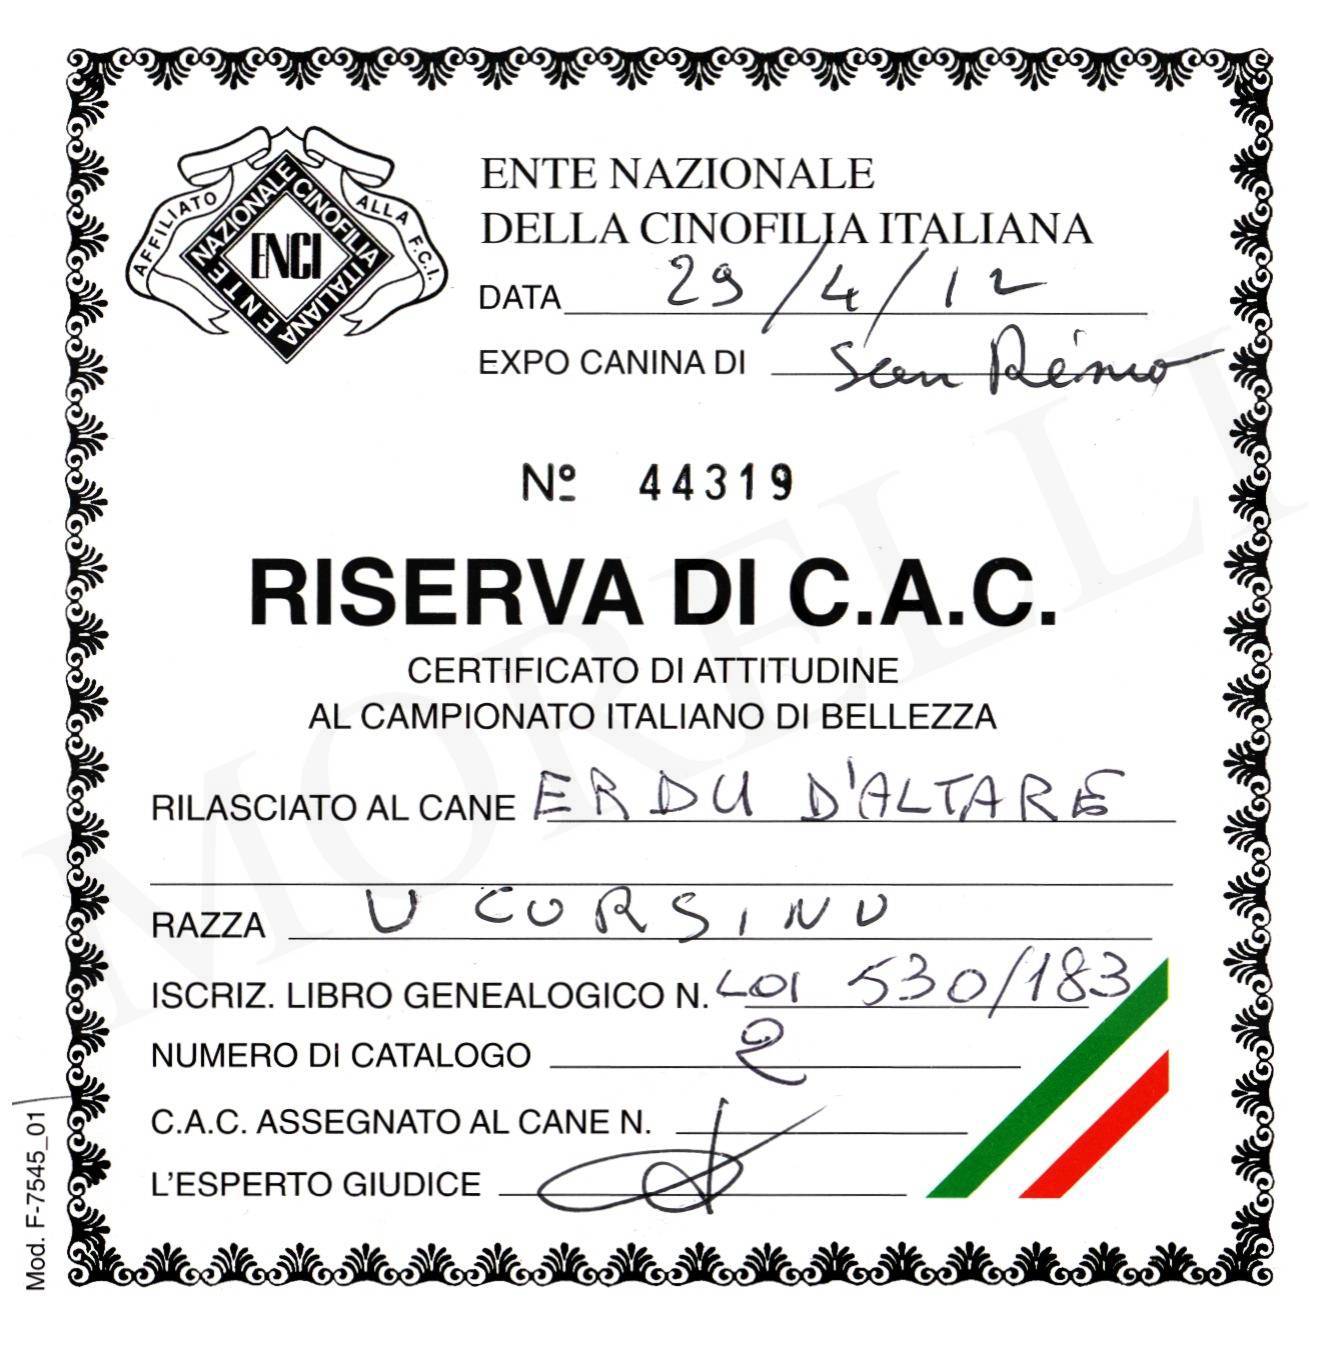 AFFILIATO ALLA F.C.I.
ENTE NAZIONALE CINOFILIA ITALIANA
ENCI
ENTE NAZIONALE
DELLA CINOFILIA ITALIANA
DATA 29/4/12
EXPO CANINA DI San Remo
Nº 44319
RISERVA DI C.A.C.
CERTIFICATO DI ATTITUDINE
AL CAMPIONATO ITALIANO DI BELLEZZA
RILASCIATO AL CANE ERDU D'ALTARE
RAZZA U CURSINU
ISCRIZ. LIBRO GENEALOGICO N. LOI 530/183
NUMERO DI CATALOGO 2
C.A.C. ASSEGNATO AL CANE N.
L'ESPERTO GIUDICE
Mod. F-7545_01
MORELLI